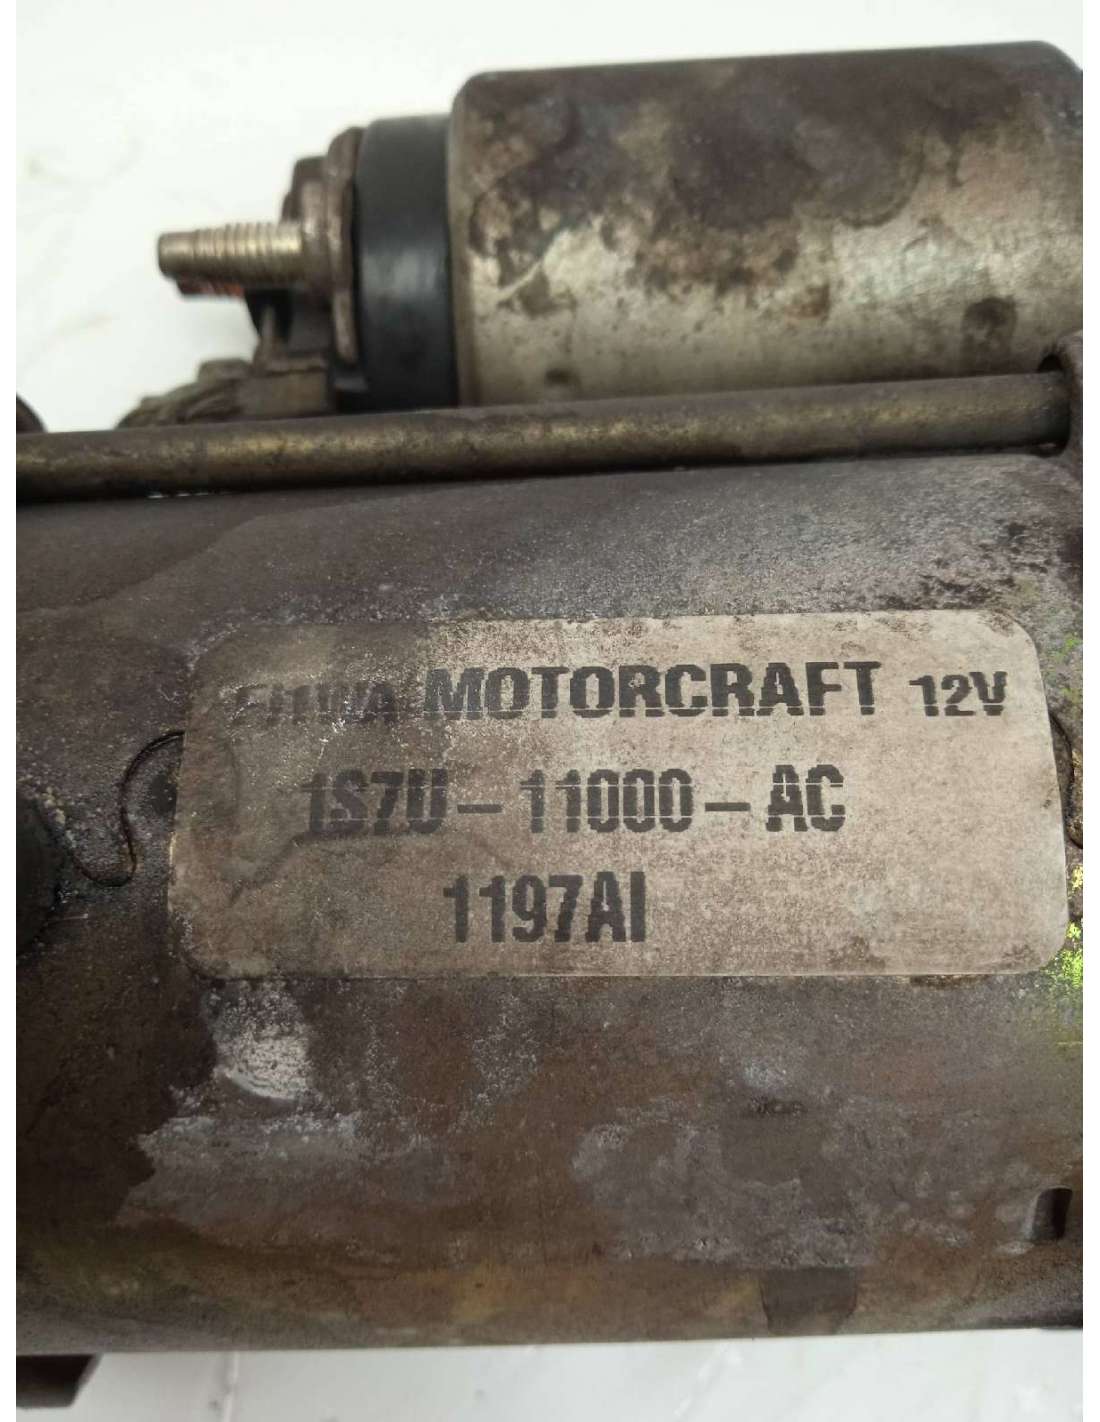 MOTORCRAFT 12V
1S7U-11000-AC
1197AI